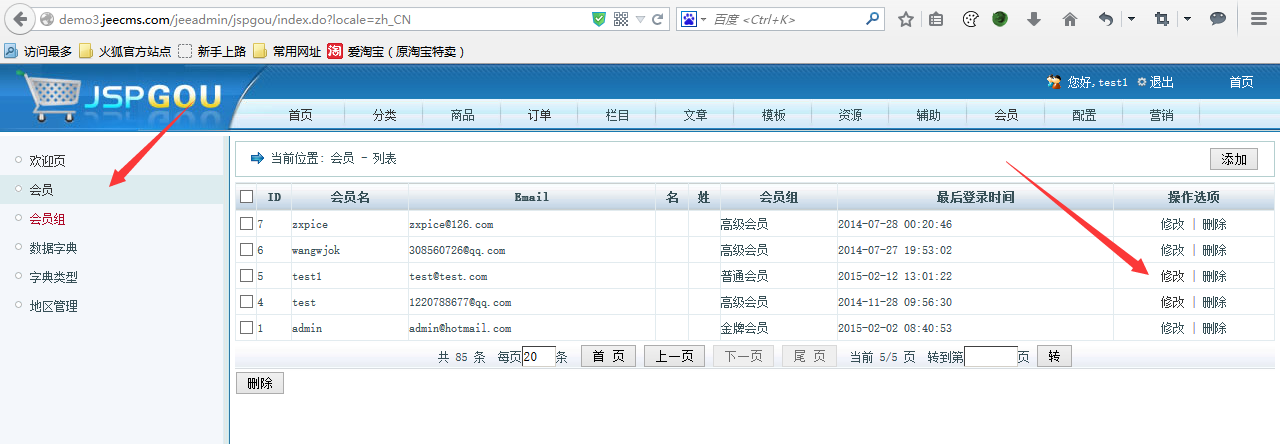 demo3.jeecms.com/jeeadmin/jspgou/index.do?locale=zh_CN
百度 <Ctrl+K>
访问最多 火狐官方站点 新手上路 常用网址 淘 爱淘宝（原淘宝特卖）
JSPGOU
您好,test1 退出 首页
首页 分类 商品 订单 栏目 文章 模板 资源 辅助 会员 配置 营销
欢迎页
会员
会员组
数据字典
字典类型
地区管理
当前位置: 会员 - 列表 添加
ID 会员名 Email 名 姓 会员组 最后登录时间 操作选项
7 zxpice zxpice@126.com 高级会员 2014-07-28 00:20:46 修改 | 删除
6 wangwjok 308560726@qq.com 高级会员 2014-07-27 19:53:02 修改 | 删除
5 test1 test@test.com 普通会员 2015-02-12 13:01:22 修改 | 删除
4 test 1220788677@qq.com 高级会员 2014-11-28 09:56:30 修改 | 删除
1 admin admin@hotmail.com 金牌会员 2015-02-02 08:40:53 修改 | 删除
共 85 条 每页20条 首 页 上一页 下一页 尾 页 当前 5/5 页 转到第 页 转
删除